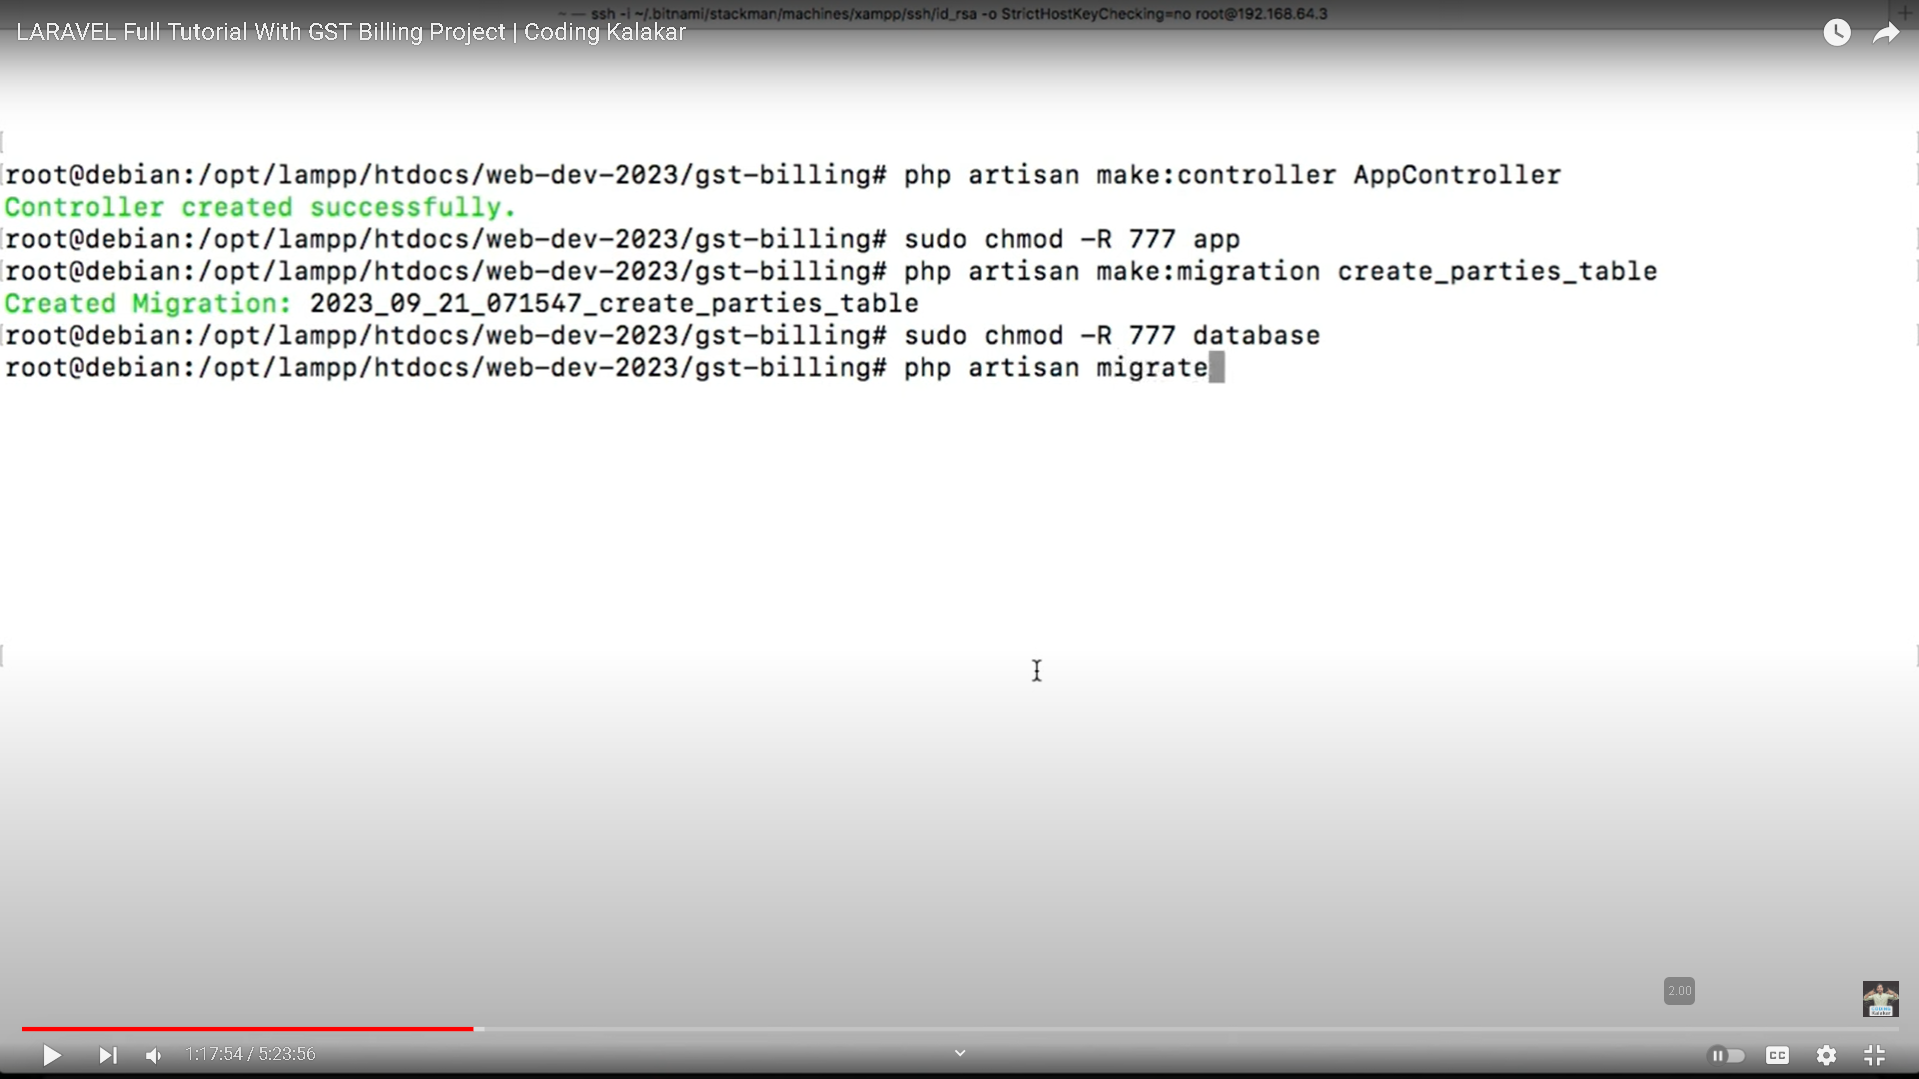 ~ — ssh -i ~/.bitnami/stackman/machines/xampp/ssh/id_rsa -o StrictHostKeyChecking=no root@192.168.64.3
LARAVEL Full Tutorial With GST Billing Project | Coding Kalakar
root@debian:/opt/lampp/htdocs/web-dev-2023/gst-billing# php artisan make:controller AppController
Controller created successfully.
root@debian:/opt/lampp/htdocs/web-dev-2023/gst-billing# sudo chmod -R 777 app
root@debian:/opt/lampp/htdocs/web-dev-2023/gst-billing# php artisan make:migration create_parties_table
Created Migration: 2023_09_21_071547_create_parties_table
root@debian:/opt/lampp/htdocs/web-dev-2023/gst-billing# sudo chmod -R 777 database
root@debian:/opt/lampp/htdocs/web-dev-2023/gst-billing# php artisan migrate
2.00
1:17:54 / 5:23:56
CC